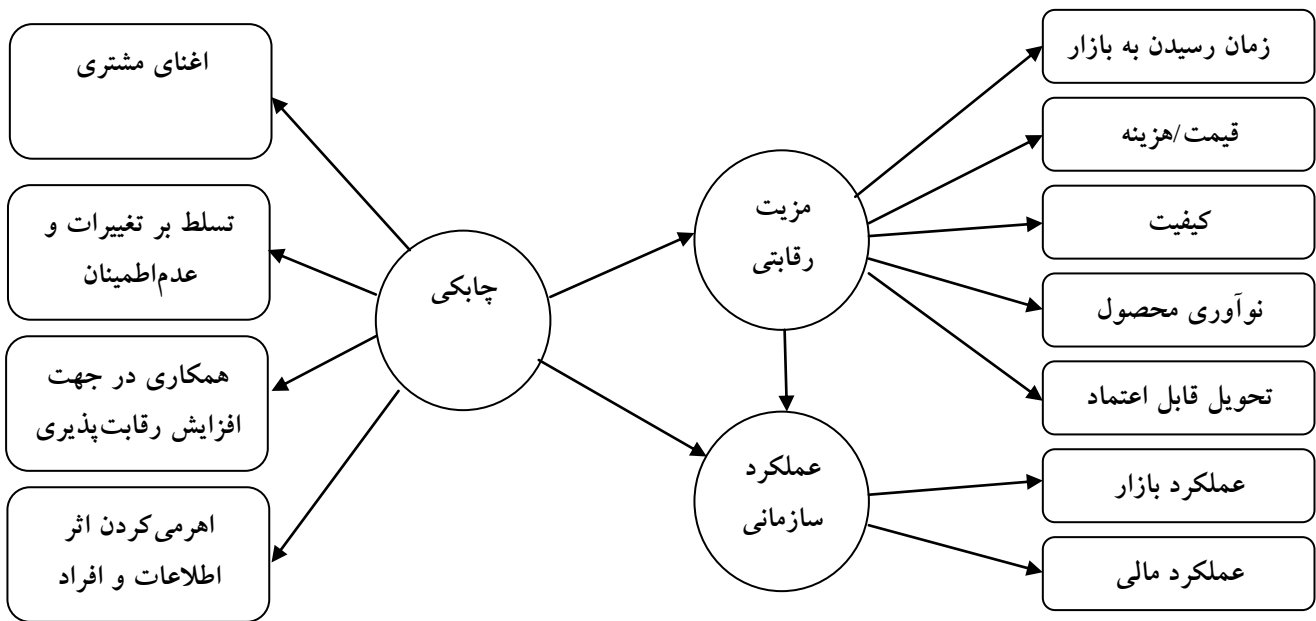 اغنای مشتری
تسلط بر تغییرات و
عدم‌اطمینان
همکاری در جهت
افزایش رقابت‌پذیری
اهرمی‌کردن اثر
اطلاعات و افراد
چابکی
مزیت
رقابتی
عملکرد
سازمانی
زمان رسیدن به بازار
قیمت/هزینه
کیفیت
نوآوری محصول
تحویل قابل اعتماد
عملکرد بازار
عملکرد مالی